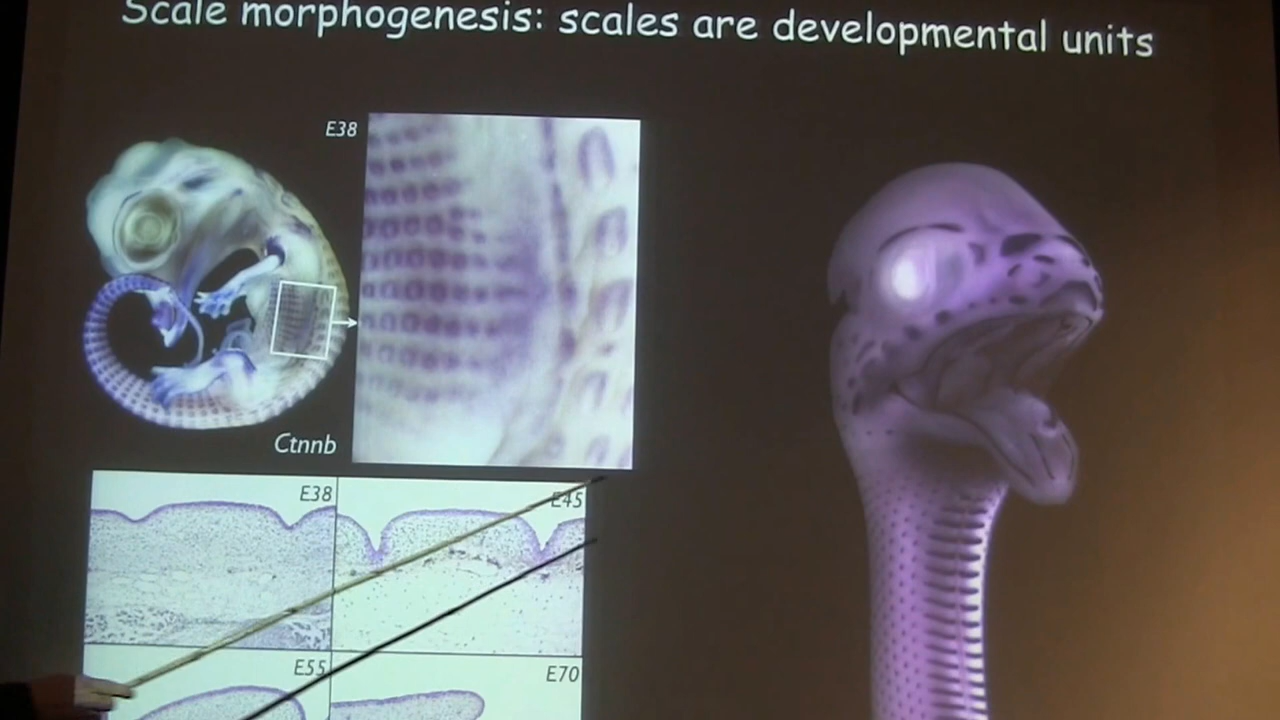 Scale morphogenesis: scales are developmental units
E38
Ctnnb
E38
E45
E55
E70